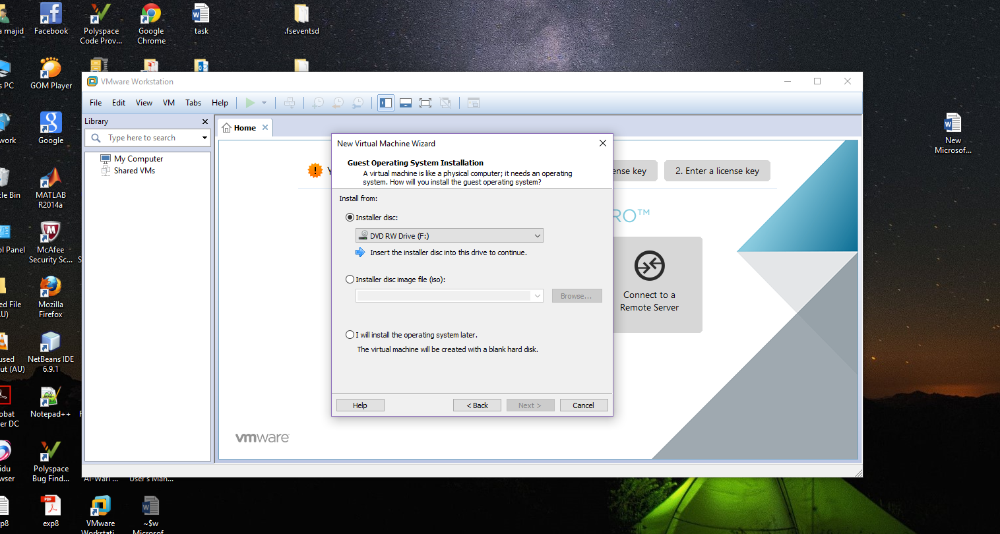 a majid
Facebook
Polyspace
Code Prov...
Google
Chrome
task
.fseventsd
s PC
GOM Player
work
Google
cle Bin
MATLAB
R2014a
ol Panel
McAfee
Security Sc...
S
ed File
AU)
Mozilla
Firefox
used
ut (AU)
NetBeans IDE
6.9.1
obat
er DC
Notepad++
F
idu
wser
Polyspace
Bug Find...
Al-Wafi ...
User's Man...
p8
PDF
exp8
VMware
Workstati...
~$w
Microsof...
New
Microsof...
VMware Workstation
File
Edit
View
VM
Tabs
Help
Library
Type here to search
My Computer
Shared VMs
Home
Y
ense key
2. Enter a license key
RO™
Connect to a
Remote Server
vmware
New Virtual Machine Wizard
Guest Operating System Installation
A virtual machine is like a physical computer; it needs an operating
system. How will you install the guest operating system?
Install from:
Installer disc:
DVD RW Drive (F:)
Insert the installer disc into this drive to continue.
Installer disc image file (iso):
Browse...
I will install the operating system later.
The virtual machine will be created with a blank hard disk.
Help
< Back
Next >
Cancel